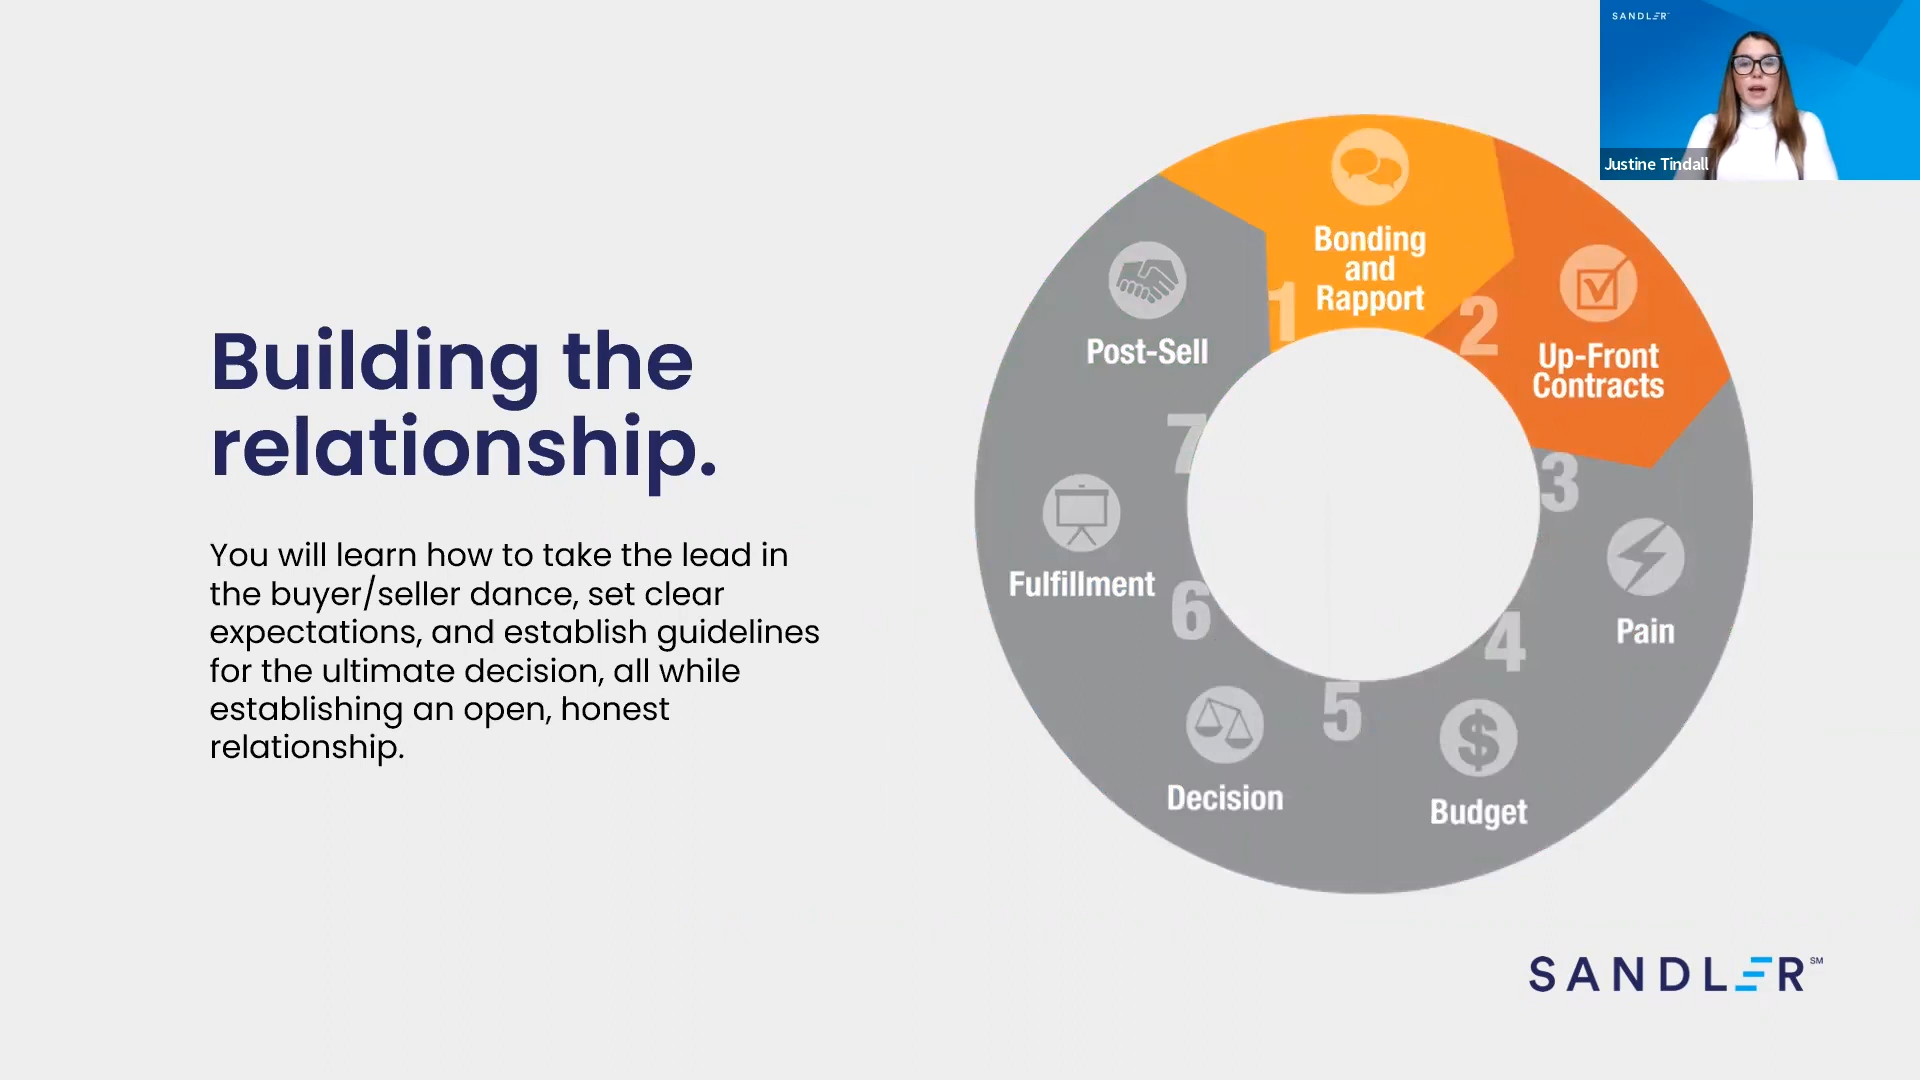 SANDLER
Justine Tindall
Building the
relationship.
You will learn how to take the lead in
the buyer/seller dance, set clear
expectations, and establish guidelines
for the ultimate decision, all while
establishing an open, honest
relationship.
1
Bonding
and
Rapport
2
Up-Front
Contracts
3
Pain
4
Budget
5
Decision
6
Fulfillment
7
Post-Sell
SANDLER℠